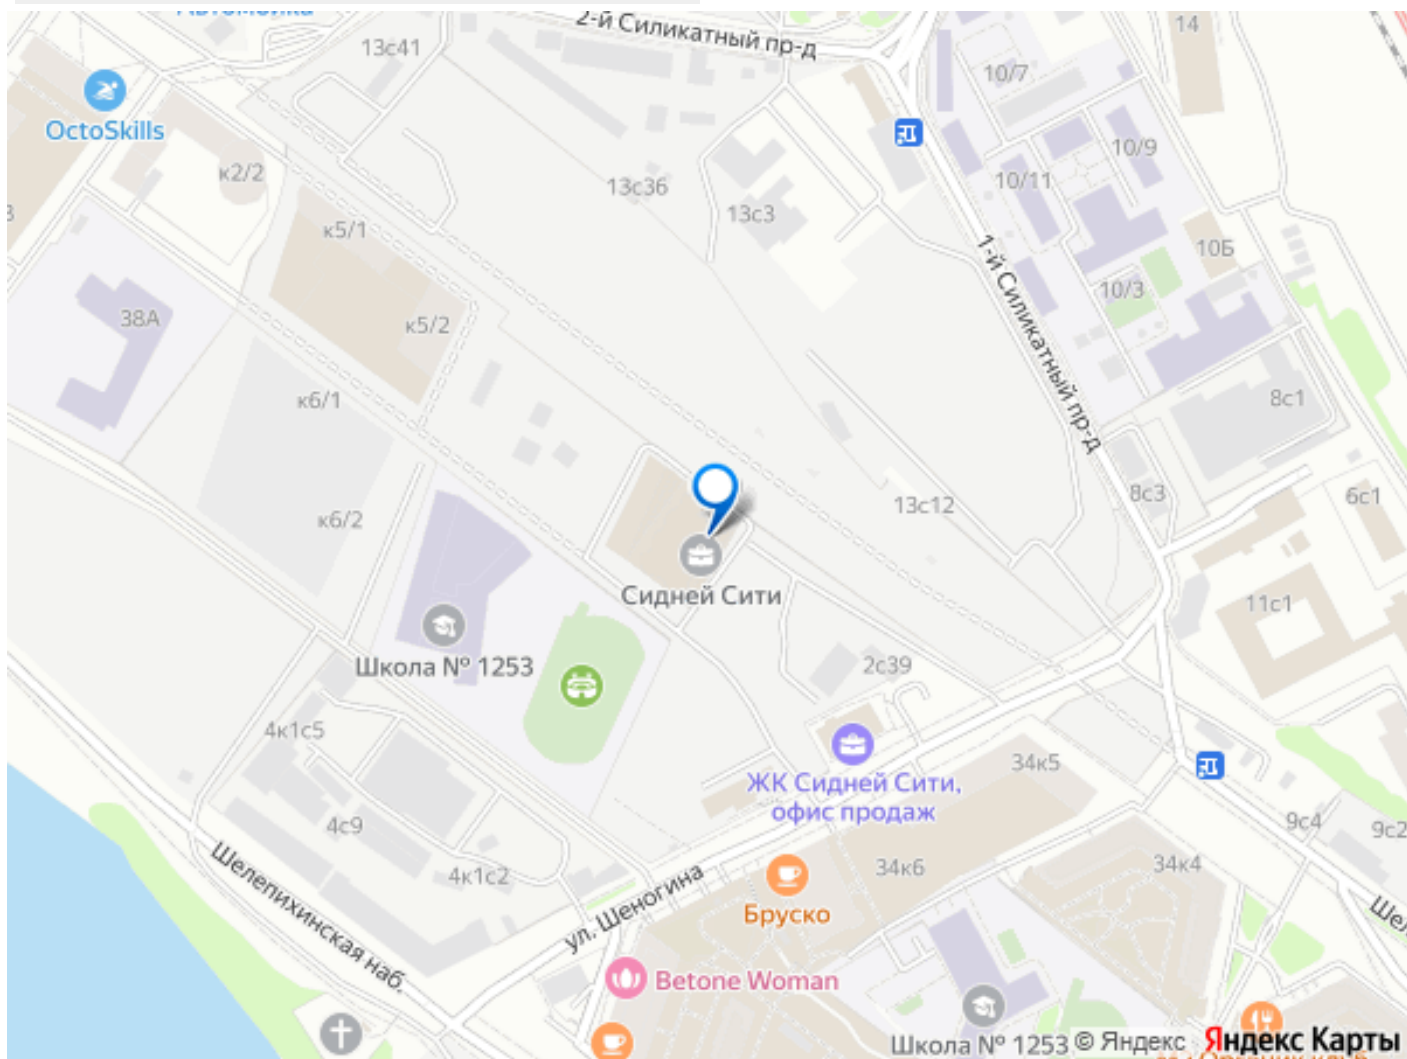 Автомойка
2-й Силикатный пр-д
14
13с41
10/7
OctoSkills
к2/2
13с36
13с3
10/11
10/9
к5/1
1-й Силикатный пр-д
10Б
38А
к5/2
10/3
к6/1
8с1
к6/2
13с12
8с3
6с1
Сидней Сити
11с1
Школа № 1253
2с39
4к1с5
ЖК Сидней Сити,
офис продаж
34к5
4с9
4к1с2
34к6
34к4
9с4
9с2
Шелепихинская наб.
ул. Шеногина
Бруско
Шел
Betone Woman
Школа № 1253
© Яндекс
Яндекс Карты